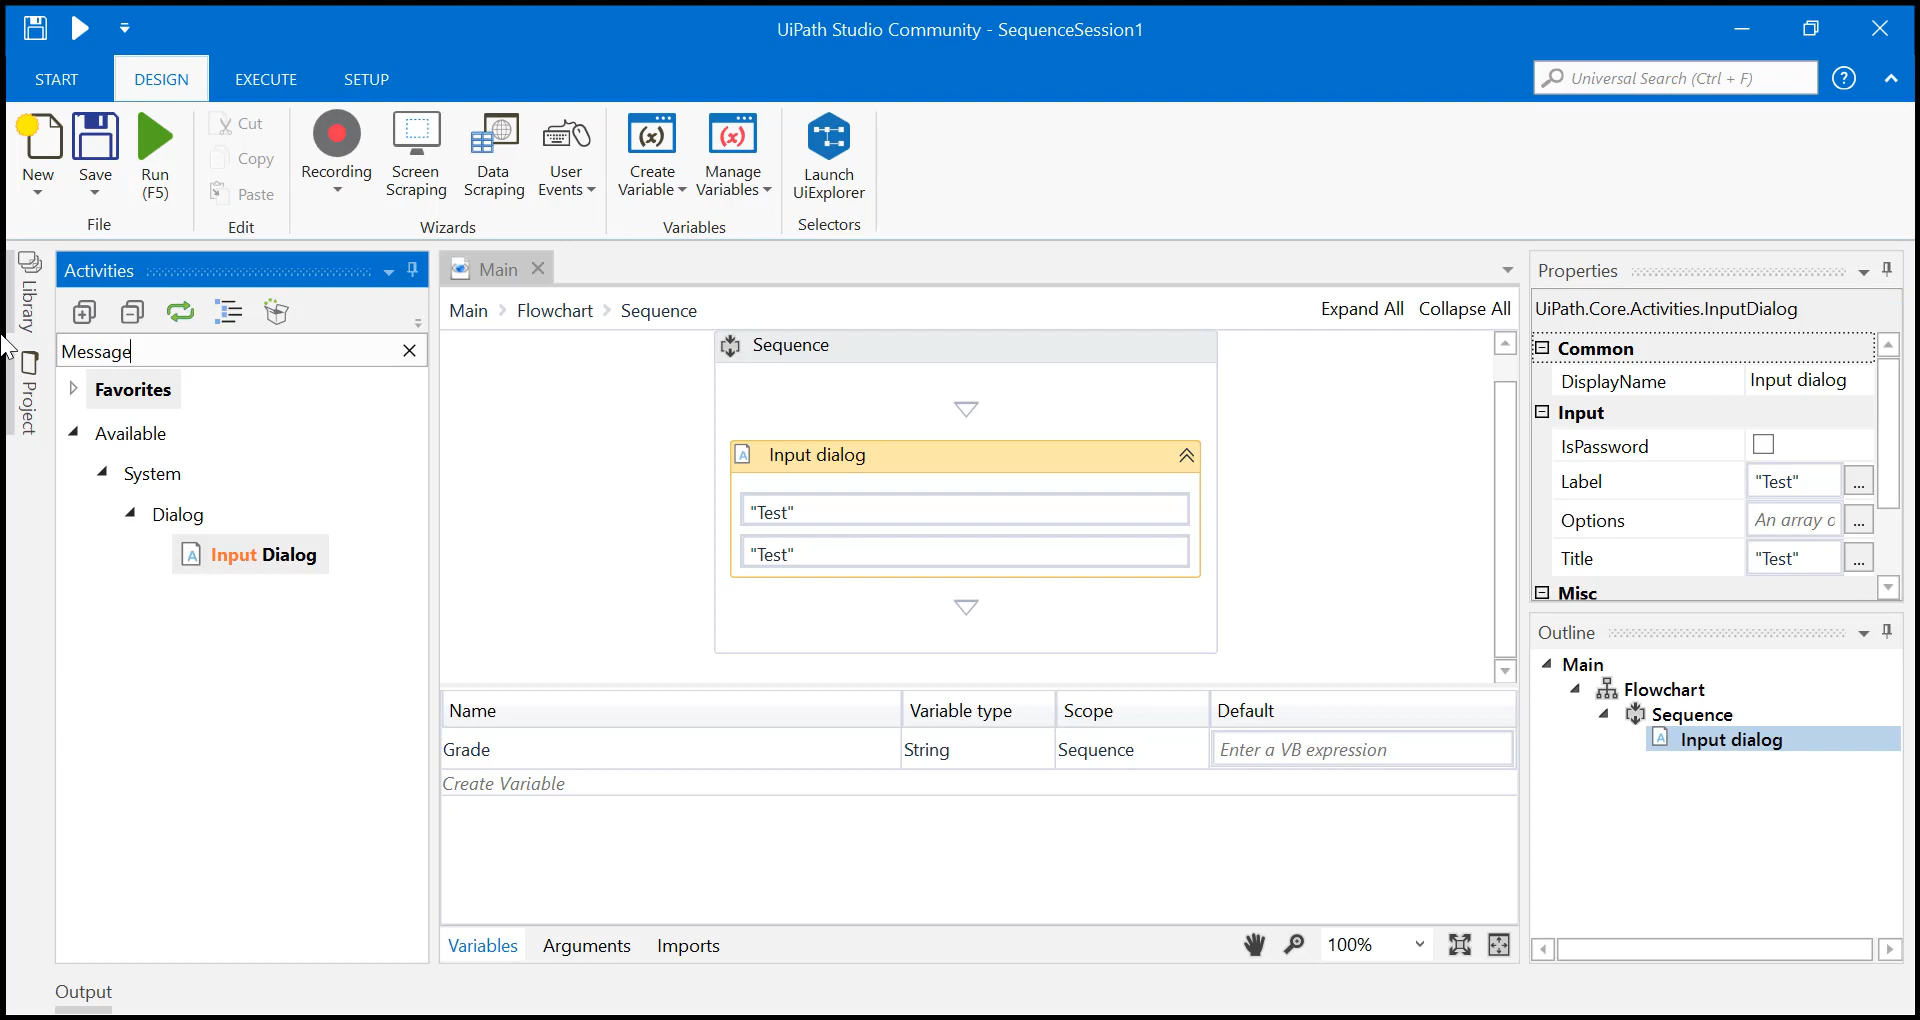 UiPath Studio Community - SequenceSession1
START
DESIGN
EXECUTE
SETUP
Universal Search (Ctrl + F)
?
New
Save
Run
(F5)
File
Cut
Copy
Paste
Edit
Recording
Screen
Scraping
Data
Scraping
User
Events
Wizards
Create
Variable
Manage
Variables
Variables
Launch
UiExplorer
Selectors
Library
Project
Activities
Message
Favorites
Available
System
Dialog
Input Dialog
Main
Main > Flowchart > Sequence
Expand All Collapse All
Sequence
Input dialog
"Test"
"Test"
Name Variable type Scope Default
Grade String Sequence Enter a VB expression
Create Variable
Variables Arguments Imports
100%
Properties
UiPath.Core.Activities.InputDialog
Common
DisplayName Input dialog
Input
IsPassword
Label "Test" ...
Options An array o ...
Title "Test" ...
Misc
Outline
Main
Flowchart
Sequence
Input dialog
Output